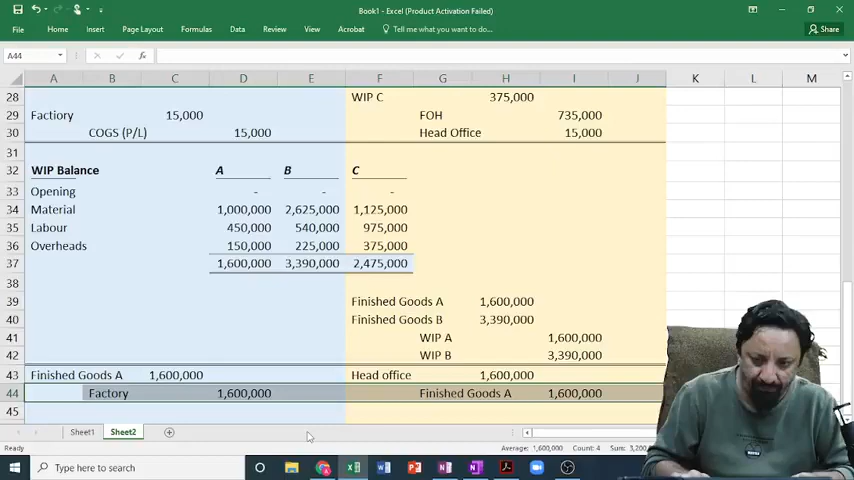 Book1 - Excel (Product Activation Failed)
File Home Insert Page Layout Formulas Data Review View Acrobat Tell me what you want to do... Share
A44 fx
A B C D E F G H I J K L M
28 WIP C 375,000
29 Factiory 15,000 FOH 735,000
30 COGS (P/L) 15,000 Head Office 15,000
31
32 WIP Balance A B C
33 Opening - - -
34 Material 1,000,000 2,625,000 1,125,000
35 Labour 450,000 540,000 975,000
36 Overheads 150,000 225,000 375,000
37 1,600,000 3,390,000 2,475,000
38
39 Finished Goods A 1,600,000
40 Finished Goods B 3,390,000
41 WIP A 1,600,000
42 WIP B 3,390,000
43 Finished Goods A 1,600,000 Head office 1,600,000
44 Factory 1,600,000 Finished Goods A 1,600,000
45
Sheet1 Sheet2
Ready Average: 1,600,000 Count: 4 Sum: 3,200
Type here to search